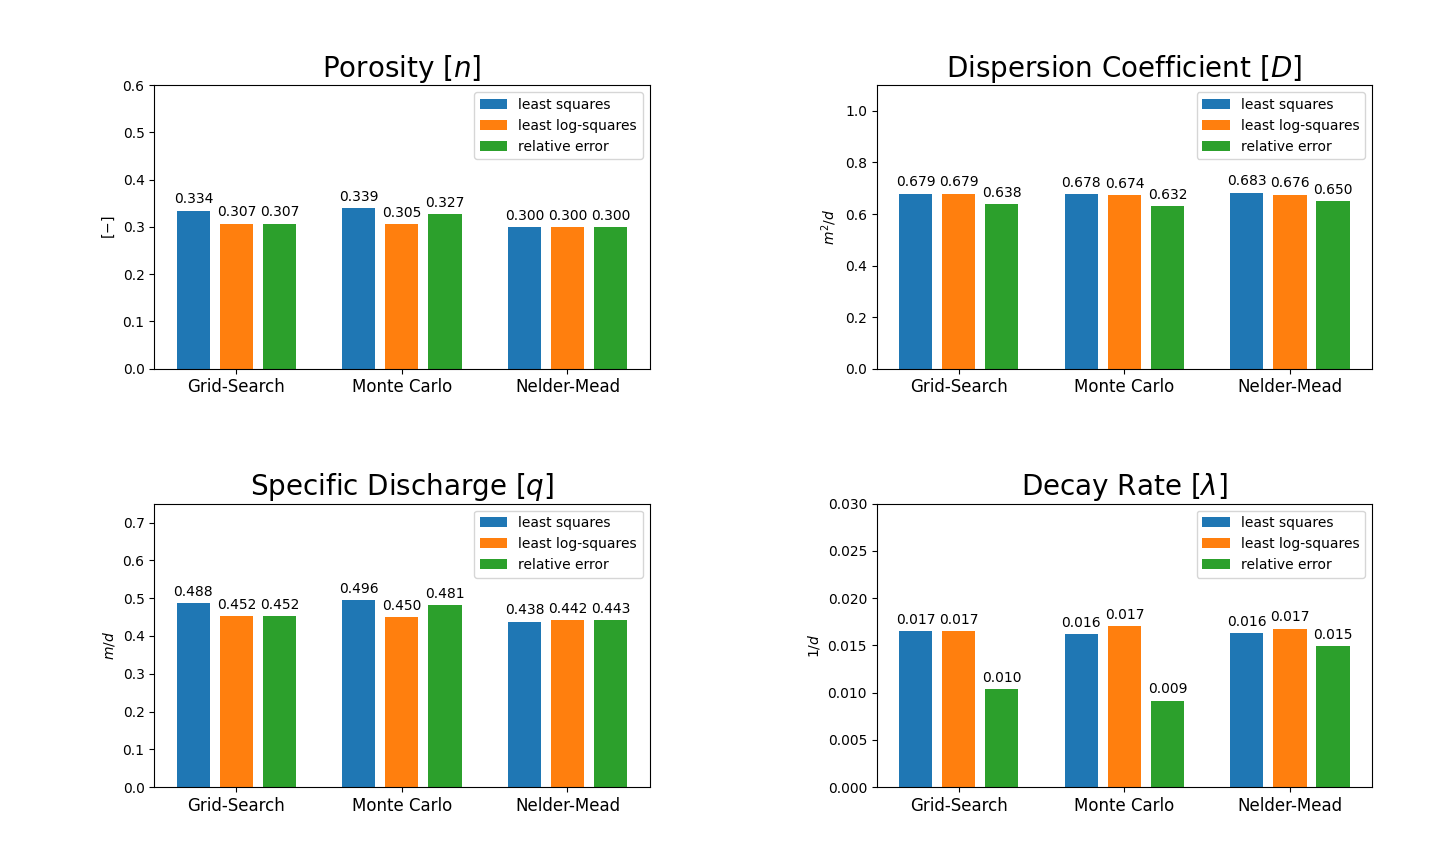 Porosity [n]
[−]
0.6
0.5
0.4
0.3
0.2
0.1
0.0
least squares
least log-squares
relative error
0.334 0.307 0.307
0.339 0.305 0.327
0.300 0.300 0.300
Grid-Search Monte Carlo Nelder-Mead
Dispersion Coefficient [D]
m²/d
1.0
0.8
0.6
0.4
0.2
0.0
least squares
least log-squares
relative error
0.679 0.679 0.638
0.678 0.674 0.632
0.683 0.676 0.650
Grid-Search Monte Carlo Nelder-Mead
Specific Discharge [q]
m/d
0.7
0.6
0.5
0.4
0.3
0.2
0.1
0.0
least squares
least log-squares
relative error
0.488 0.452 0.452
0.496 0.450 0.481
0.438 0.442 0.443
Grid-Search Monte Carlo Nelder-Mead
Decay Rate [λ]
1/d
0.030
0.025
0.020
0.015
0.010
0.005
0.000
least squares
least log-squares
relative error
0.017 0.017 0.010
0.016 0.017 0.009
0.016 0.017 0.015
Grid-Search Monte Carlo Nelder-Mead